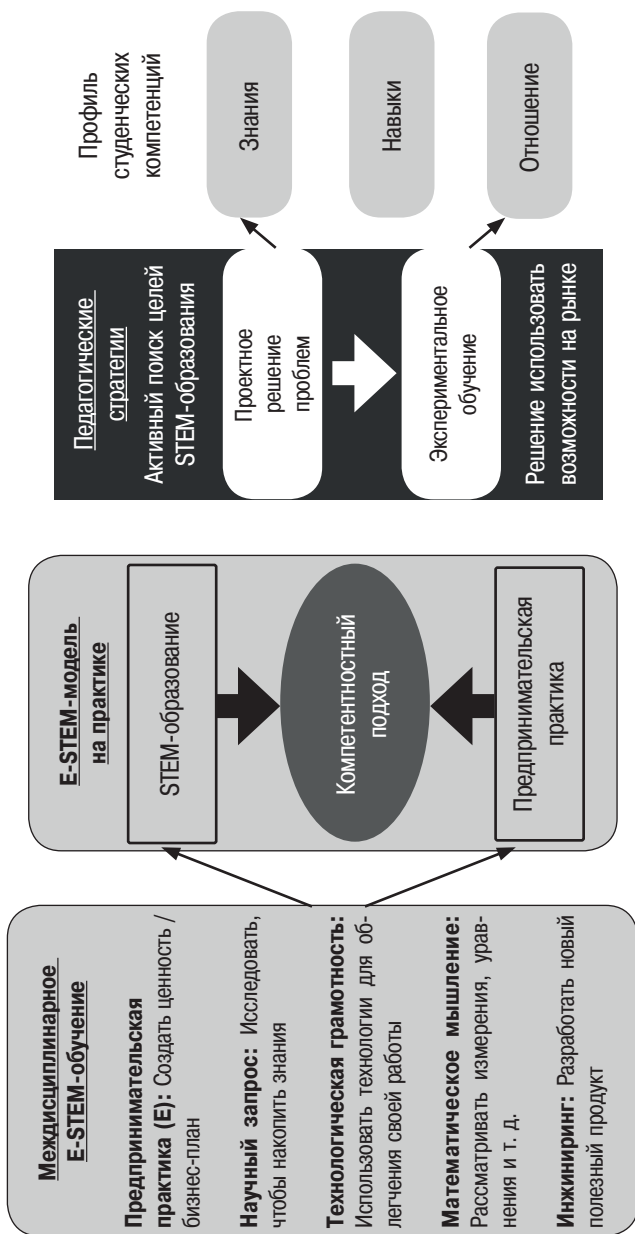 Междисциплинарное
E-STEM-обучение
Предпринимательская
практика (E): Создать ценность /
бизнес-план
Научный запрос: Исследовать,
чтобы накопить знания
Технологическая грамотность:
Использовать технологии для об-
легчения своей работы
Математическое мышление:
Рассматривать измерения, урав-
нения и т. д.
Инжиниринг: Разработать новый
полезный продукт
E-STEM-модель
на практике
STEM-образование
Компетентностный
подход
Предпринимательская
практика
Педагогические
стратегии
Активный поиск целей
STEM-образования
Проектное
решение
проблем
Экспериментальное
обучение
Решение использовать
возможности на рынке
Профиль
студенческих
компетенций
Знания
Навыки
Отношение